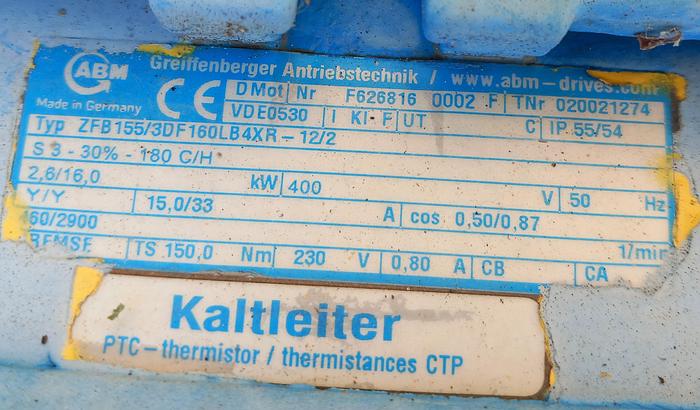 ABM Greiffenberger Antriebstechnik / www.abm-drives.com
Made in Germany CE D Mot Nr F626816 0002 F TNr 020021274
VDE0530 I Kl F UT C IP 55/54
Typ ZFB155/3DF160LB4XR-12/2
S 3 - 30% - 180 C/H
2,6/16,0 kW 400 V 50 Hz
Y/Y 15,0/33 A cos 0,50/0,87
460/2900 1/min
BREMSE TS 150,0 Nm 230 V 0,80 A CB CA
Kaltleiter
PTC-thermistor / thermistances CTP